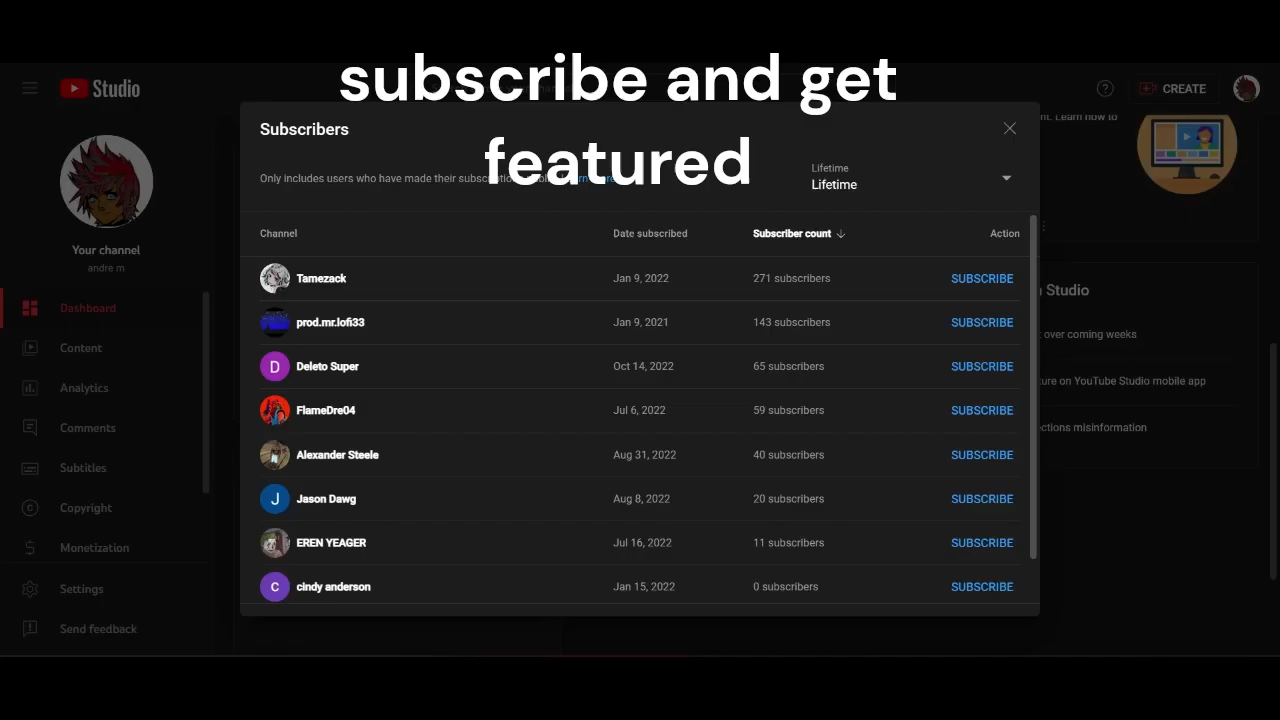 subscribe and get
featured
Studio
CREATE
Subscribers
Only includes users who have made their
Lifetime
Lifetime
Channel Date subscribed Subscriber count Action
Tamezack Jan 9, 2022 271 subscribers SUBSCRIBE
prod.mr.lofi33 Jan 9, 2021 143 subscribers SUBSCRIBE
Deleto Super Oct 14, 2022 65 subscribers SUBSCRIBE
FlameDre04 Jul 6, 2022 59 subscribers SUBSCRIBE
Alexander Steele Aug 31, 2022 40 subscribers SUBSCRIBE
Jason Dawg Aug 8, 2022 20 subscribers SUBSCRIBE
EREN YEAGER Jul 16, 2022 11 subscribers SUBSCRIBE
cindy anderson Jan 15, 2022 0 subscribers SUBSCRIBE
D
J
C
Your channel
andre m
Dashboard
Content
Analytics
Comments
Subtitles
Copyright
Monetization
Settings
Send feedback
nt. Learn how to
Studio
over coming weeks
ure on YouTube Studio mobile app
ections misinformation